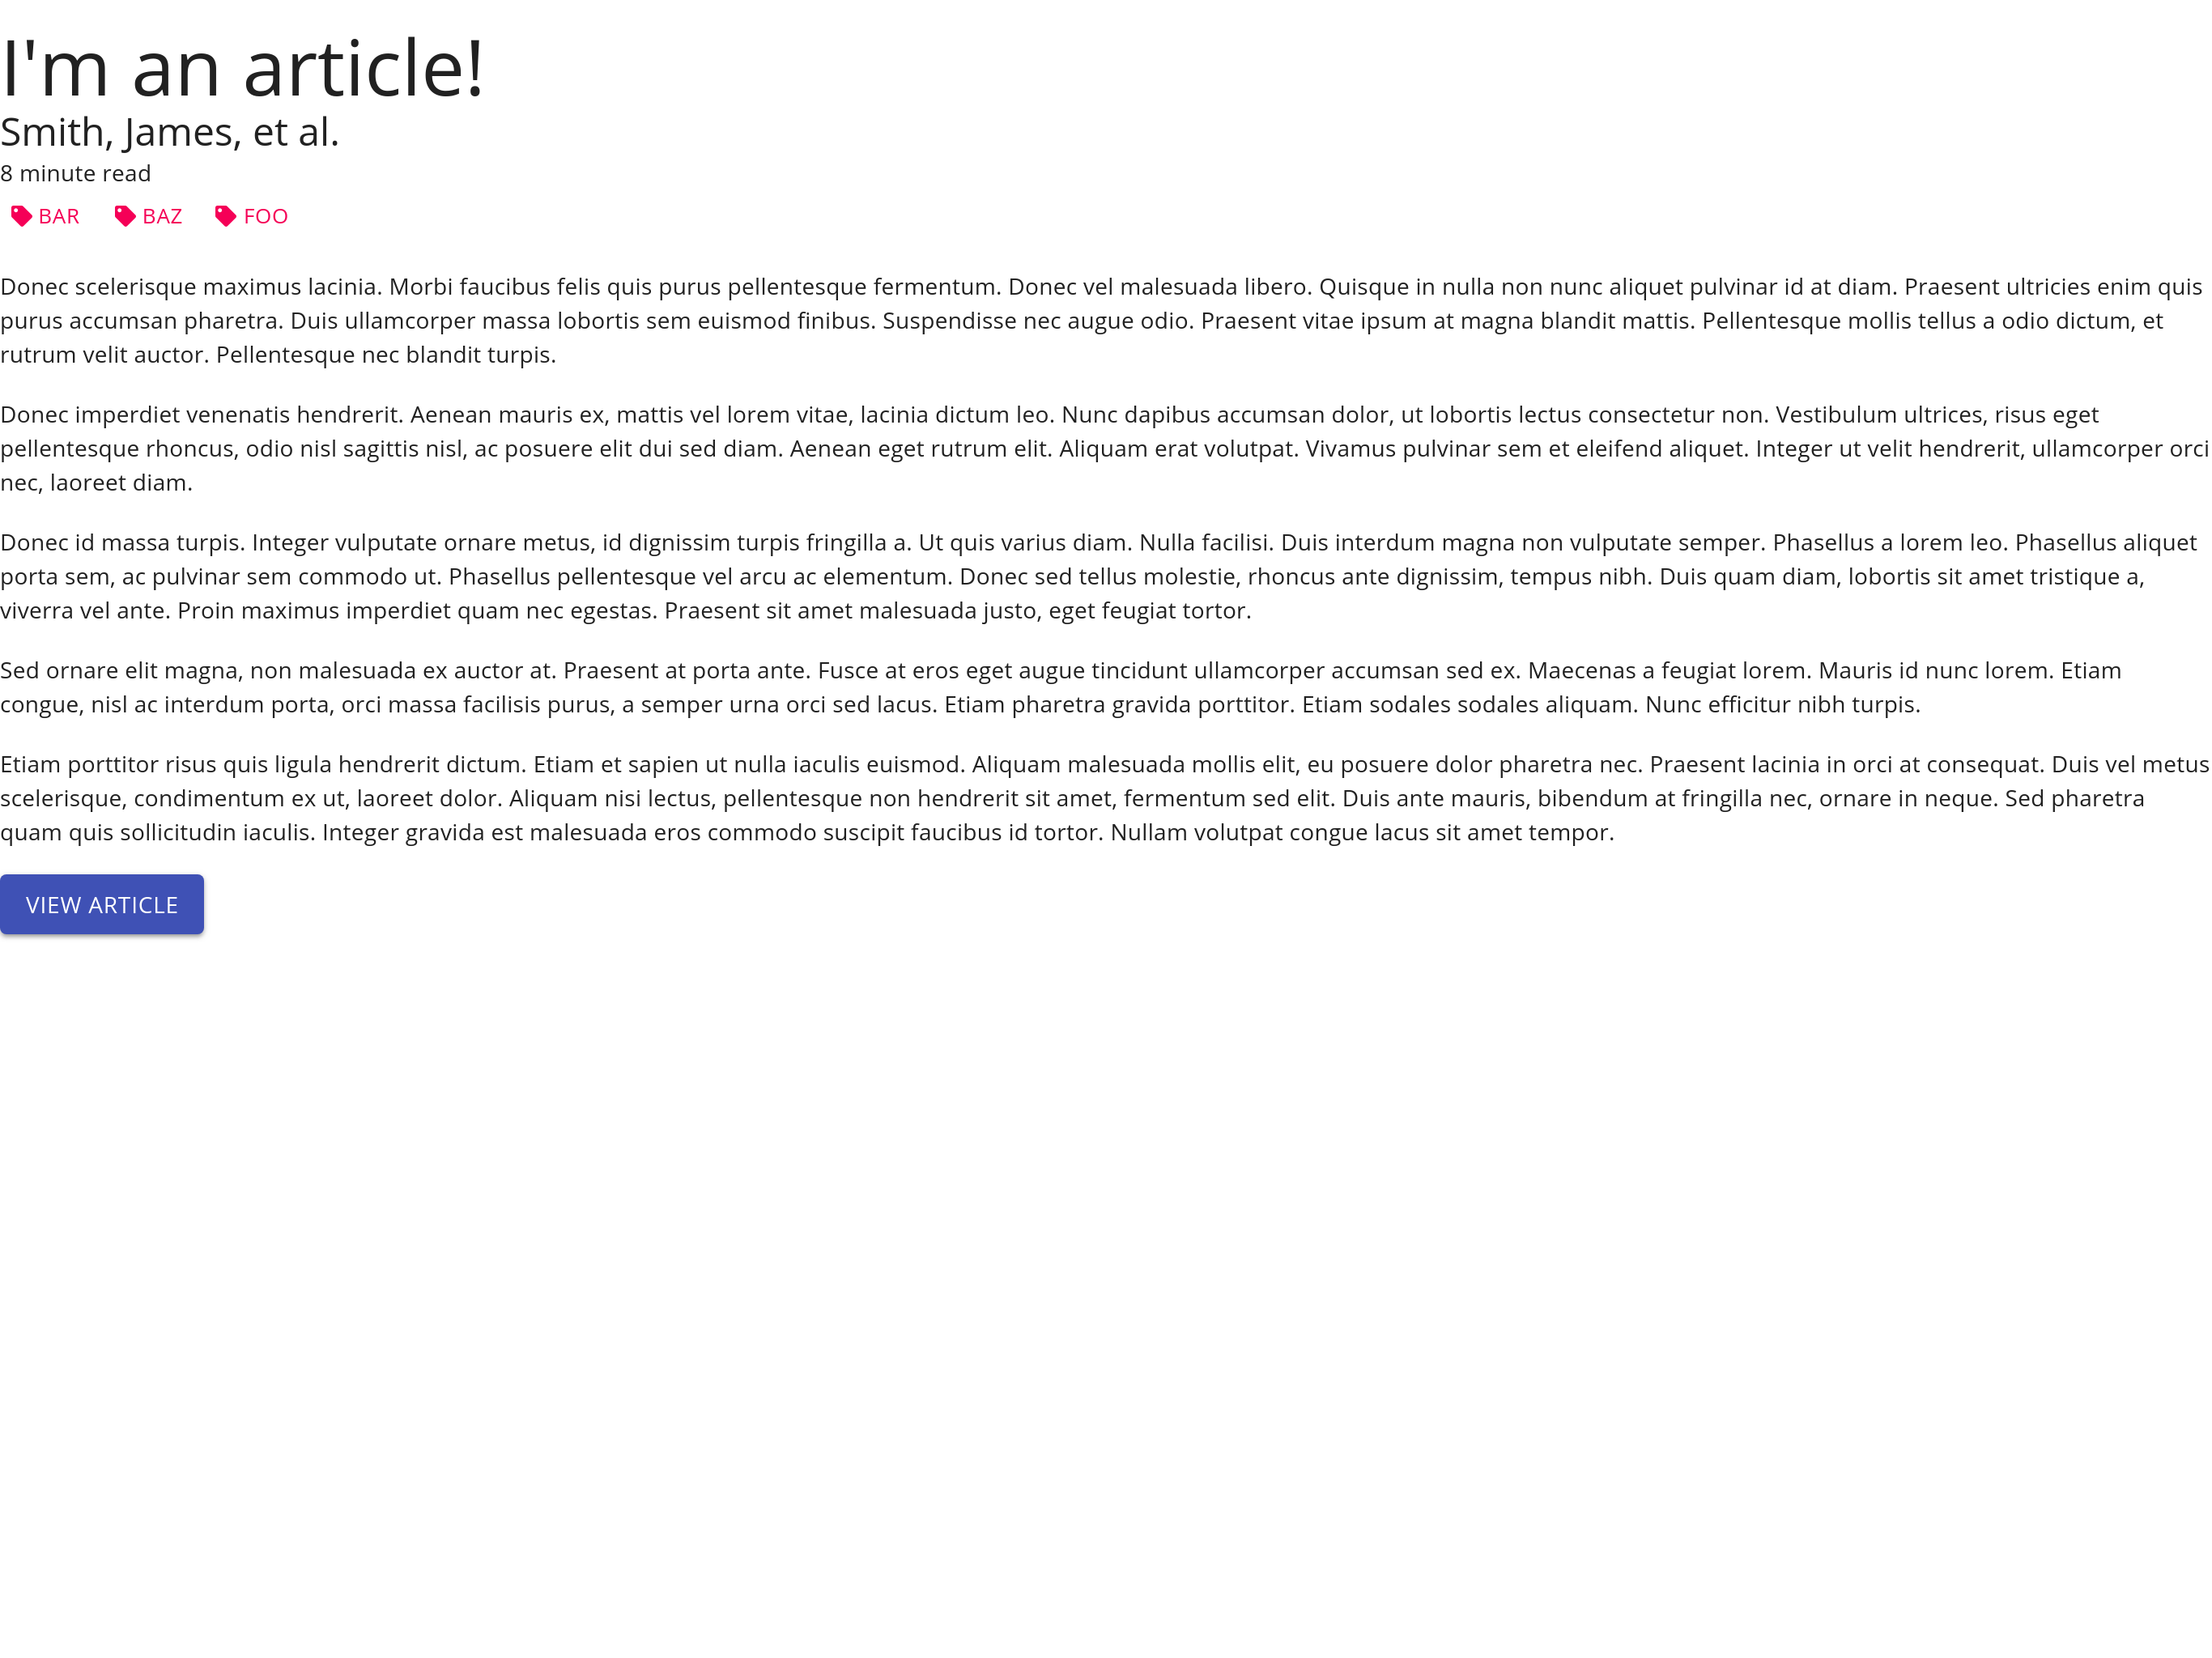 I'm an article!
Smith, James, et al.
8 minute read
BAR BAZ FOO
Donec scelerisque maximus lacinia. Morbi faucibus felis quis purus pellentesque fermentum. Donec vel malesuada libero. Quisque in nulla non nunc aliquet pulvinar id at diam. Praesent ultricies enim quis
purus accumsan pharetra. Duis ullamcorper massa lobortis sem euismod finibus. Suspendisse nec augue odio. Praesent vitae ipsum at magna blandit mattis. Pellentesque mollis tellus a odio dictum, et
rutrum velit auctor. Pellentesque nec blandit turpis.
Donec imperdiet venenatis hendrerit. Aenean mauris ex, mattis vel lorem vitae, lacinia dictum leo. Nunc dapibus accumsan dolor, ut lobortis lectus consectetur non. Vestibulum ultrices, risus eget
pellentesque rhoncus, odio nisl sagittis nisl, ac posuere elit dui sed diam. Aenean eget rutrum elit. Aliquam erat volutpat. Vivamus pulvinar sem et eleifend aliquet. Integer ut velit hendrerit, ullamcorper orci
nec, laoreet diam.
Donec id massa turpis. Integer vulputate ornare metus, id dignissim turpis fringilla a. Ut quis varius diam. Nulla facilisi. Duis interdum magna non vulputate semper. Phasellus a lorem leo. Phasellus aliquet
porta sem, ac pulvinar sem commodo ut. Phasellus pellentesque vel arcu ac elementum. Donec sed tellus molestie, rhoncus ante dignissim, tempus nibh. Duis quam diam, lobortis sit amet tristique a,
viverra vel ante. Proin maximus imperdiet quam nec egestas. Praesent sit amet malesuada justo, eget feugiat tortor.
Sed ornare elit magna, non malesuada ex auctor at. Praesent at porta ante. Fusce at eros eget augue tincidunt ullamcorper accumsan sed ex. Maecenas a feugiat lorem. Mauris id nunc lorem. Etiam
congue, nisl ac interdum porta, orci massa facilisis purus, a semper urna orci sed lacus. Etiam pharetra gravida porttitor. Etiam sodales sodales aliquam. Nunc efficitur nibh turpis.
Etiam porttitor risus quis ligula hendrerit dictum. Etiam et sapien ut nulla iaculis euismod. Aliquam malesuada mollis elit, eu posuere dolor pharetra nec. Praesent lacinia in orci at consequat. Duis vel metus
scelerisque, condimentum ex ut, laoreet dolor. Aliquam nisi lectus, pellentesque non hendrerit sit amet, fermentum sed elit. Duis ante mauris, bibendum at fringilla nec, ornare in neque. Sed pharetra
quam quis sollicitudin iaculis. Integer gravida est malesuada eros commodo suscipit faucibus id tortor. Nullam volutpat congue lacus sit amet tempor.
VIEW ARTICLE